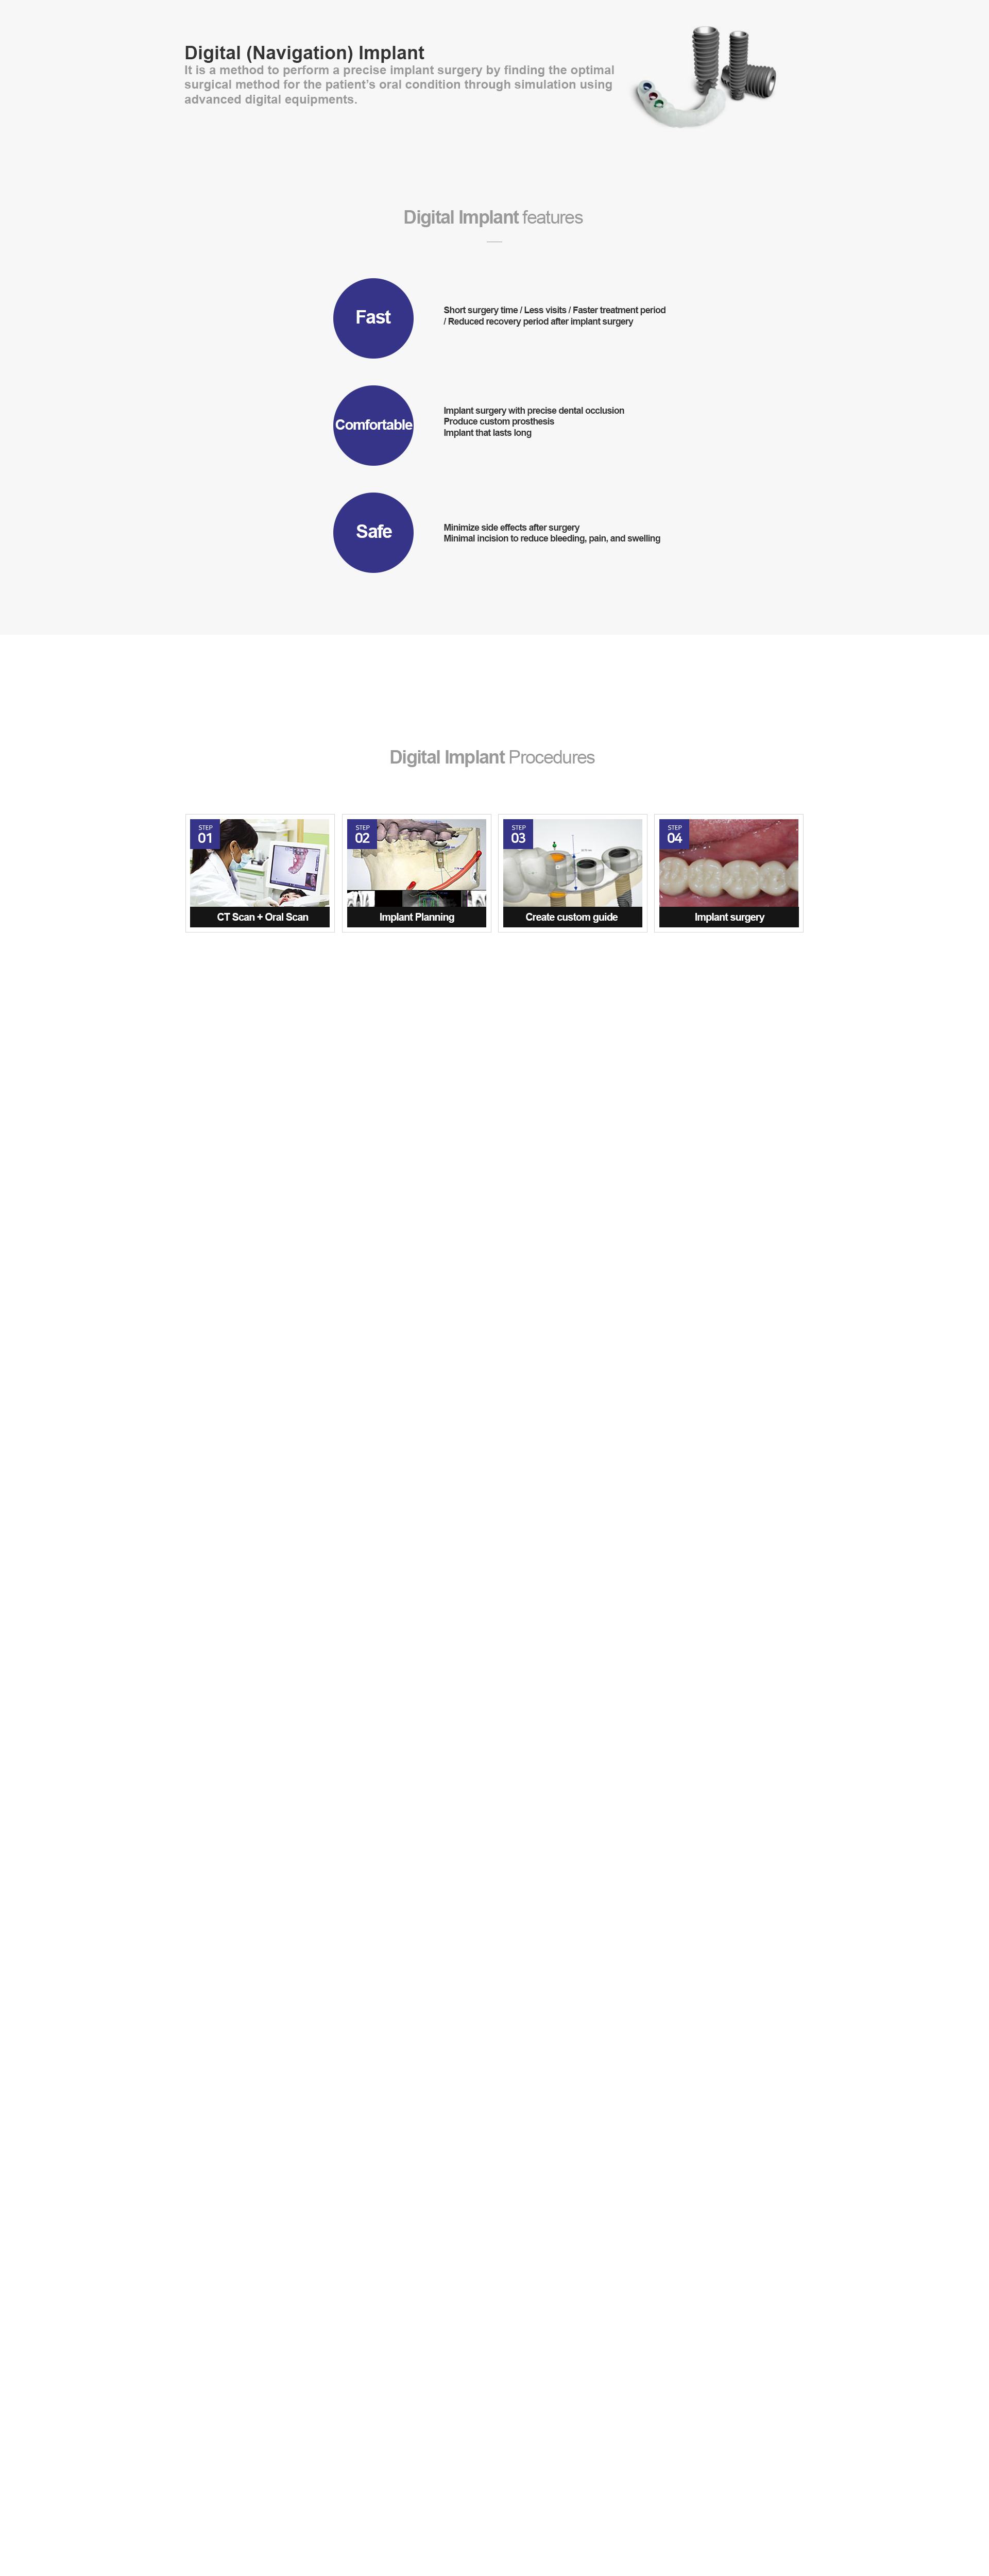 Digital (Navigation) Implant
It is a method to perform a precise implant surgery by finding the optimal
surgical method for the patient’s oral condition through simulation using
advanced digital equipments.
Digital Implant features
Fast
Short surgery time / Less visits / Faster treatment period
/ Reduced recovery period after implant surgery
Comfortable
Implant surgery with precise dental occlusion
Produce custom prosthesis
Implant that lasts long
Safe
Minimize side effects after surgery
Minimal incision to reduce bleeding, pain, and swelling
Digital Implant Procedures
STEP
01
CT Scan + Oral Scan
STEP
02
Implant Planning
STEP
03
Create custom guide
STEP
04
Implant surgery